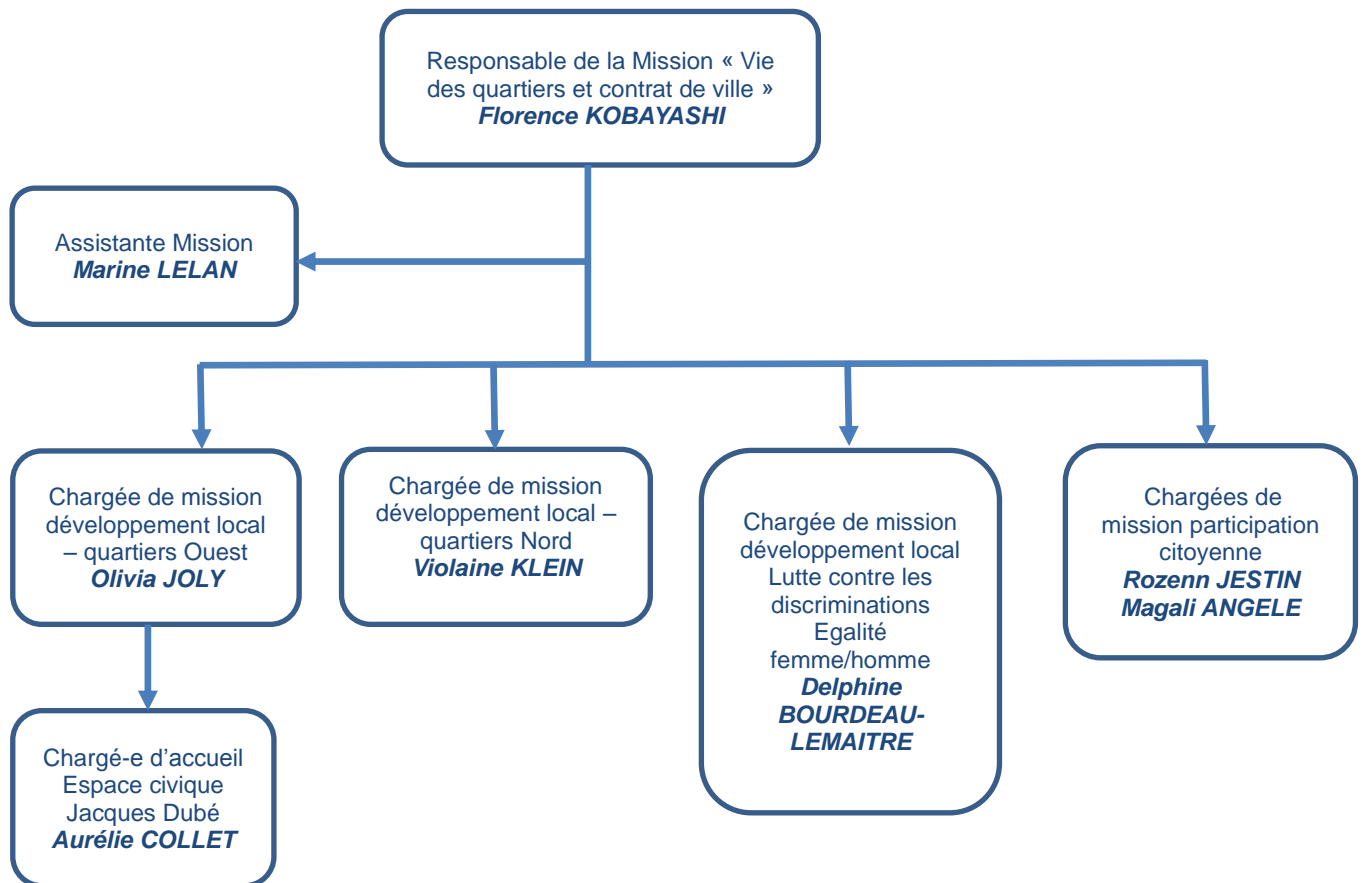 Responsable de la Mission « Vie
des quartiers et contrat de ville »
Florence KOBAYASHI
Assistante Mission
Marine LELAN
Chargée de mission
développement local
– quartiers Ouest
Olivia JOLY
Chargée de mission
développement local –
quartiers Nord
Violaine KLEIN
Chargée de mission
développement local
Lutte contre les
discriminations
Egalité
femme/homme
Delphine
BOURDEAU-
LEMAITRE
Chargées de
mission participation
citoyenne
Rozenn JESTIN
Magali ANGELE
Chargé-e d’accueil
Espace civique
Jacques Dubé
Aurélie COLLET